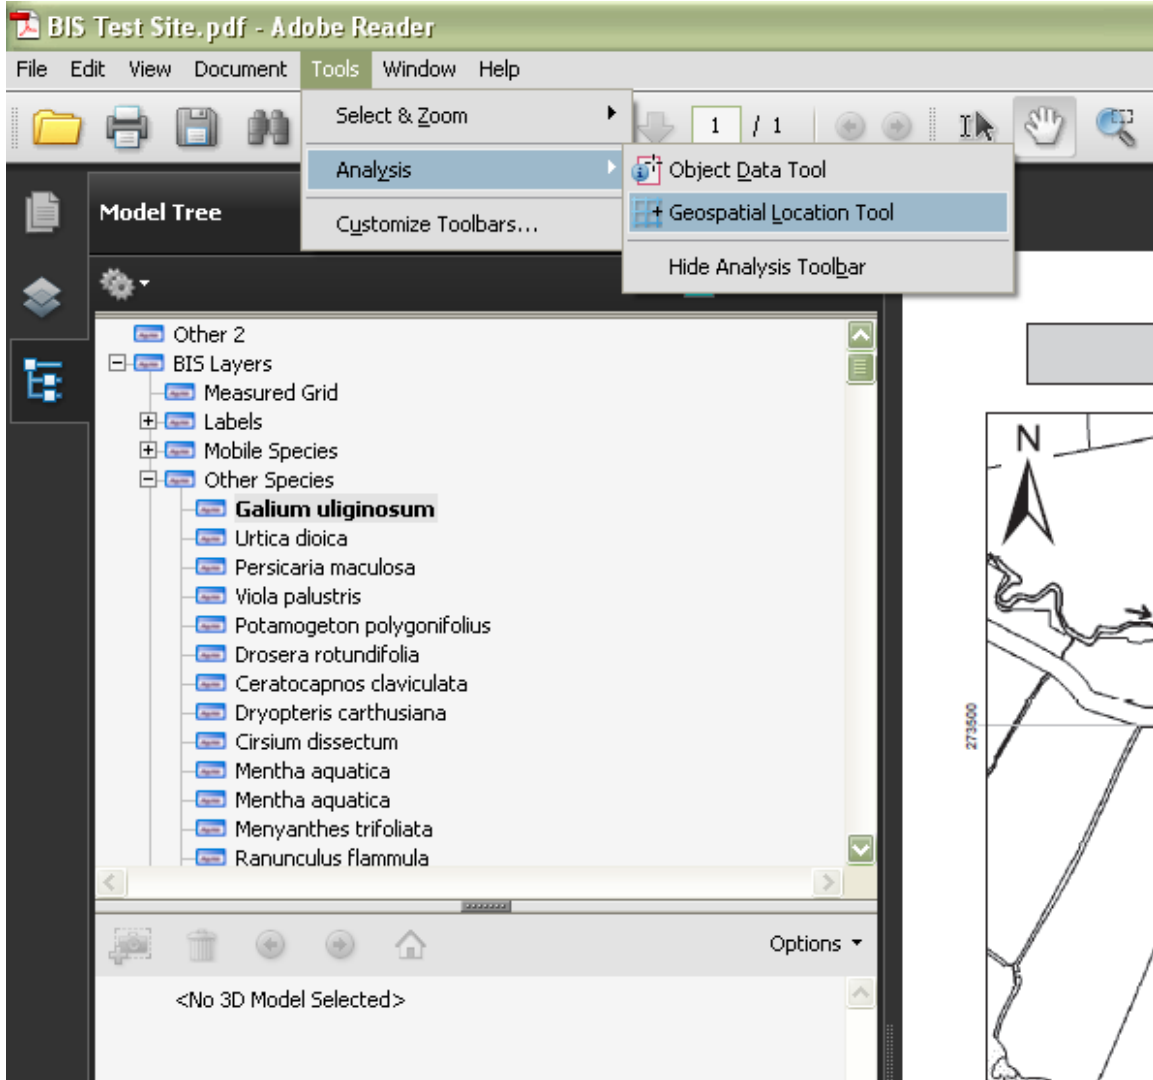 BIS Test Site.pdf - Adobe Reader
File Edit View Document Tools Window Help
Select & Zoom
1 / 1
Analysis
Object Data Tool
Model Tree
Customize Toolbars...
Geospatial Location Tool
Hide Analysis Toolbar
Other 2
BIS Layers
Measured Grid
Labels
Mobile Species
Other Species
Galium uliginosum
Urtica dioica
Persicaria maculosa
Viola palustris
Potamogeton polygonifolius
Drosera rotundifolia
Ceratocapnos claviculata
Dryopteris carthusiana
Cirsium dissectum
Mentha aquatica
Mentha aquatica
Menyanthes trifoliata
Ranunculus flammula
N
273500
Options
<No 3D Model Selected>